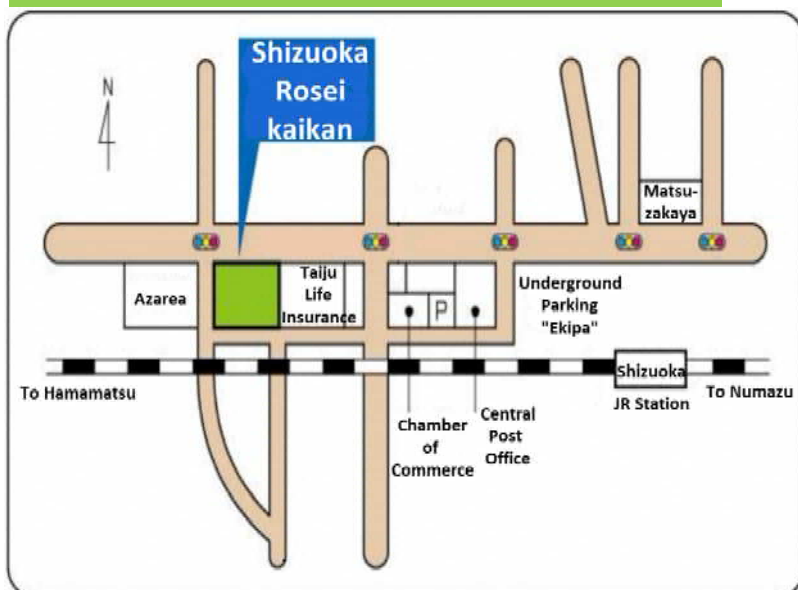 Shizuoka
Rosei
kaikan
N
Matsu-
zakaya
Azarea
Taiju
Life
Insurance
P
Underground
Parking
"Ekipa"
To Hamamatsu
Shizuoka
JR Station
To Numazu
Chamber
of
Commerce
Central
Post
Office